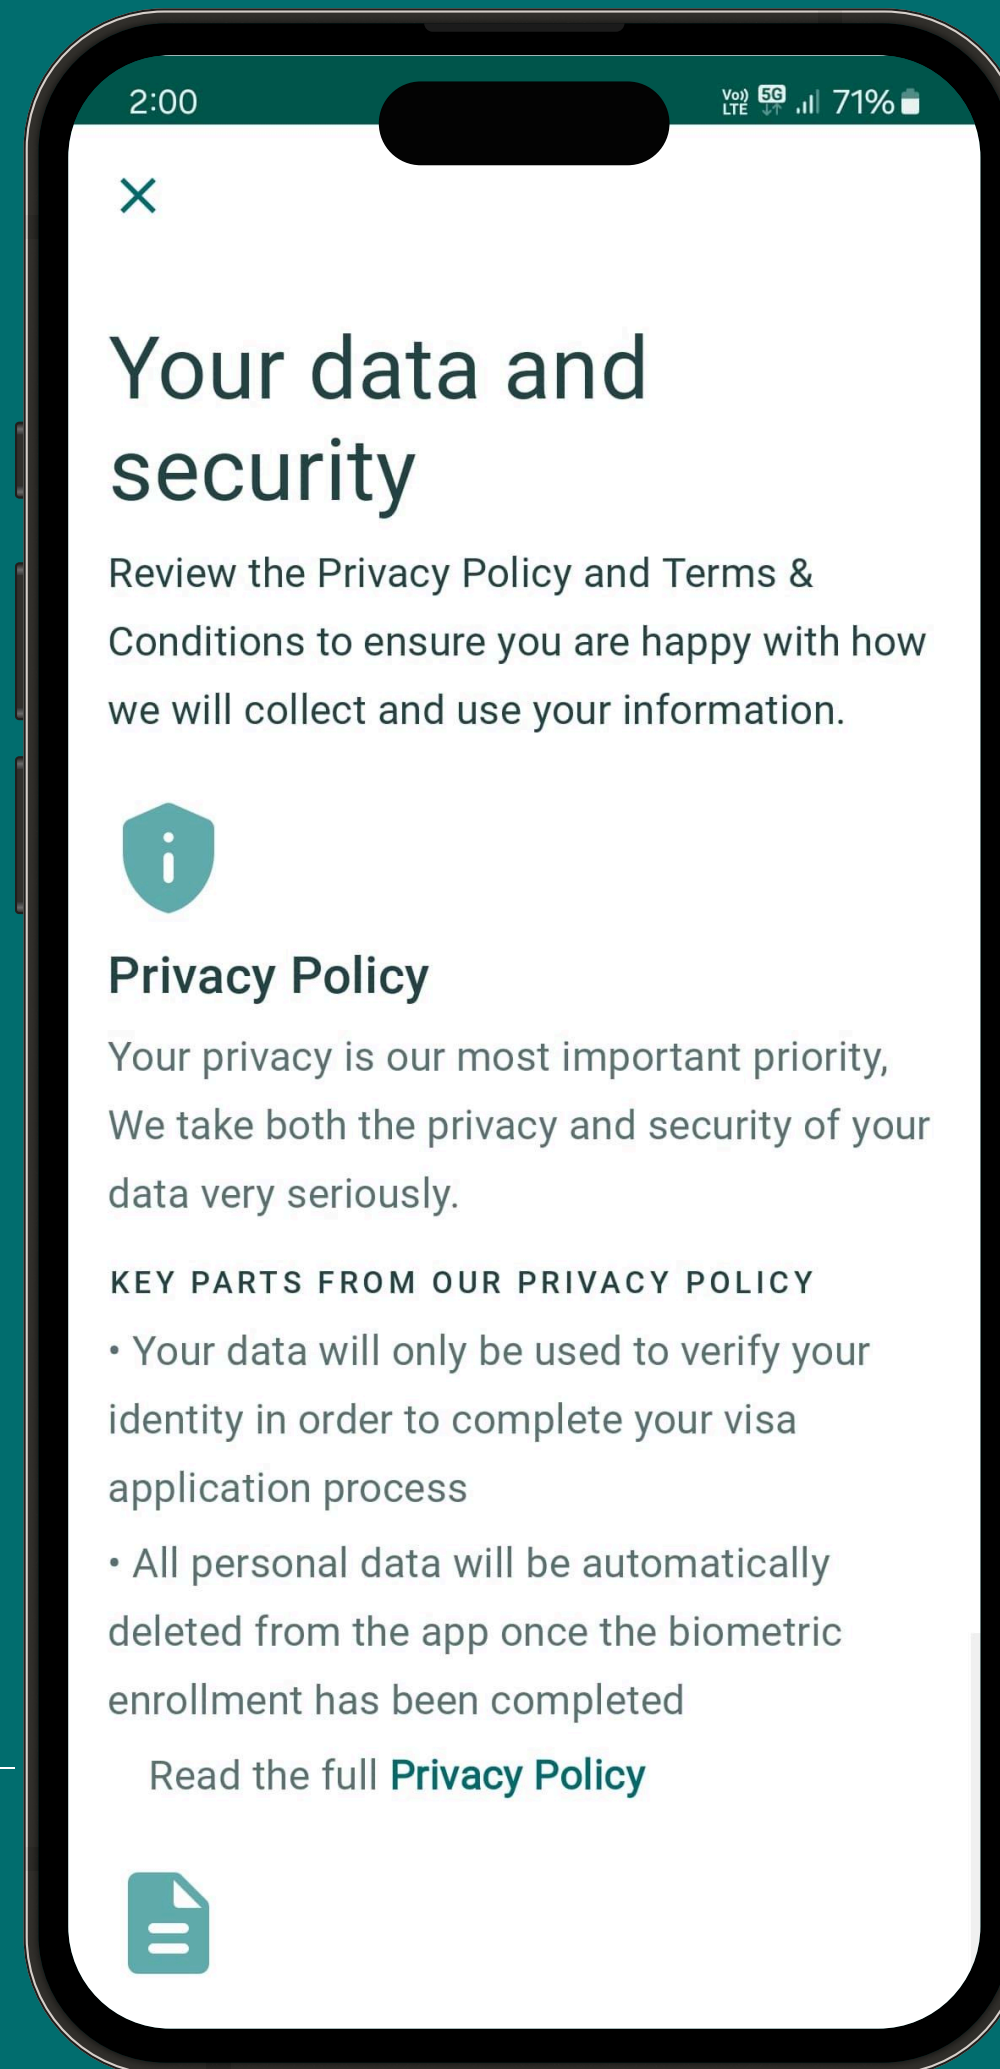 2:00
Vo)) LTE 5G 71%
Your data and
security
Review the Privacy Policy and Terms &
Conditions to ensure you are happy with how
we will collect and use your information.
Privacy Policy
Your privacy is our most important priority,
We take both the privacy and security of your
data very seriously.
KEY PARTS FROM OUR PRIVACY POLICY
• Your data will only be used to verify your
identity in order to complete your visa
application process
• All personal data will be automatically
deleted from the app once the biometric
enrollment has been completed
Read the full Privacy Policy